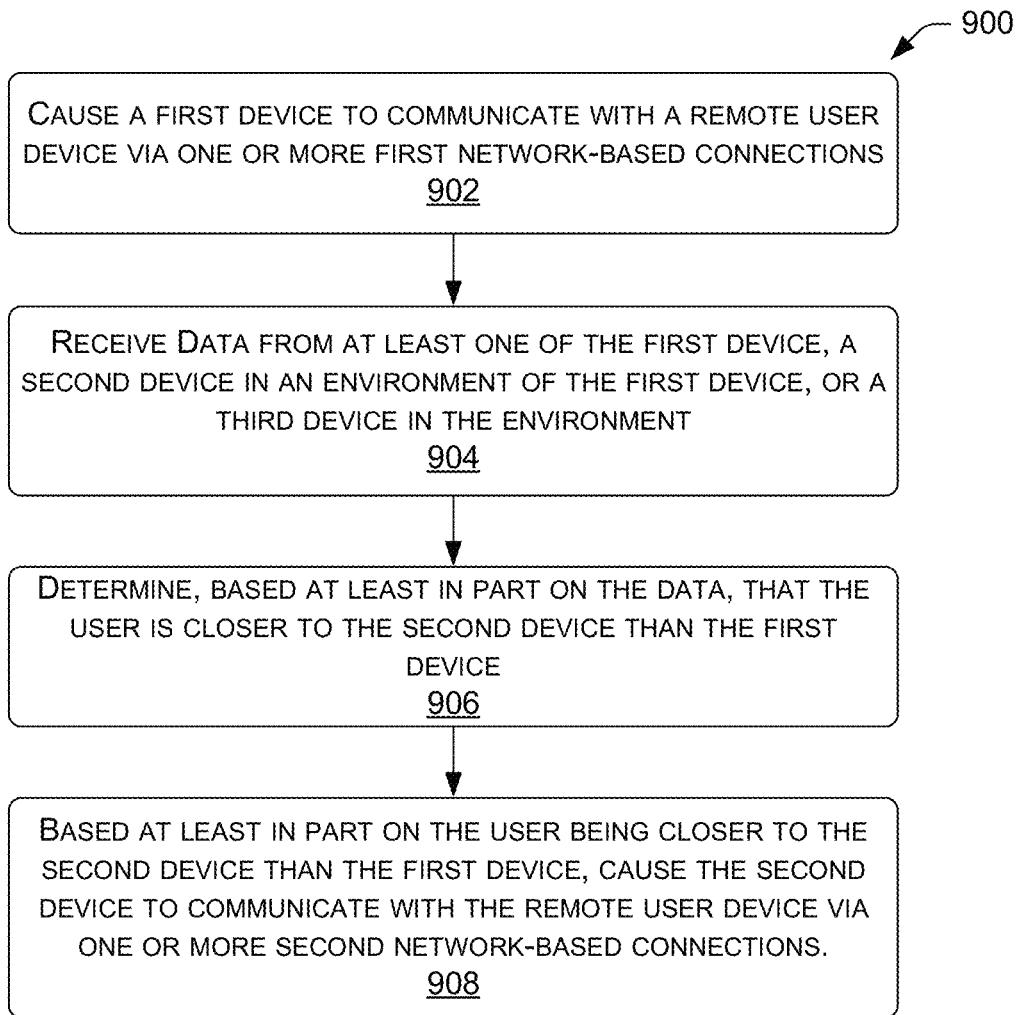 900
CAUSE A FIRST DEVICE TO COMMUNICATE WITH A REMOTE USER
DEVICE VIA ONE OR MORE FIRST NETWORK-BASED CONNECTIONS
902
RECEIVE DATA FROM AT LEAST ONE OF THE FIRST DEVICE, A
SECOND DEVICE IN AN ENVIRONMENT OF THE FIRST DEVICE, OR A
THIRD DEVICE IN THE ENVIRONMENT
904
DETERMINE, BASED AT LEAST IN PART ON THE DATA, THAT THE
USER IS CLOSER TO THE SECOND DEVICE THAN THE FIRST
DEVICE
906
BASED AT LEAST IN PART ON THE USER BEING CLOSER TO THE
SECOND DEVICE THAN THE FIRST DEVICE, CAUSE THE SECOND
DEVICE TO COMMUNICATE WITH THE REMOTE USER DEVICE VIA
ONE OR MORE SECOND NETWORK-BASED CONNECTIONS.
908